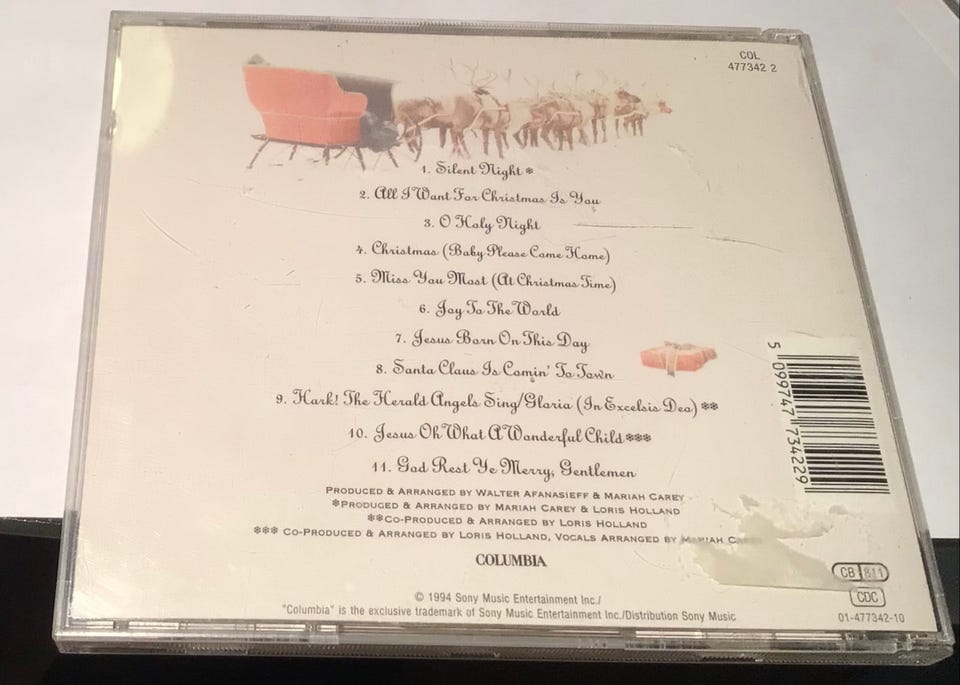 COL
477342 2
1. Silent Night ❄
2. All I Want For Christmas Is You
3. O Holy Night
4. Christmas (Baby Please Come Home)
5. Miss You Most (At Christmas Time)
6. Joy To The World
7. Jesus Born On This Day
8. Santa Claus Is Comin' To Town
9. Hark! The Herald Angels Sing/Gloria (In Excelsis Deo) ❄❄
10. Jesus Oh What A Wonderful Child ❄❄❄
11. God Rest Ye Merry, Gentlemen
5 099747 734229
PRODUCED & ARRANGED BY WALTER AFANASIEFF & MARIAH CAREY
❄PRODUCED & ARRANGED BY MARIAH CAREY & LORIS HOLLAND
❄❄CO-PRODUCED & ARRANGED BY LORIS HOLLAND
❄❄❄ CO-PRODUCED & ARRANGED BY LORIS HOLLAND, VOCALS ARRANGED BY MARIAH
COLUMBIA
CB 811
CDC
© 1994 Sony Music Entertainment Inc./
"Columbia" is the exclusive trademark of Sony Music Entertainment Inc./Distribution Sony Music
01-477342-10